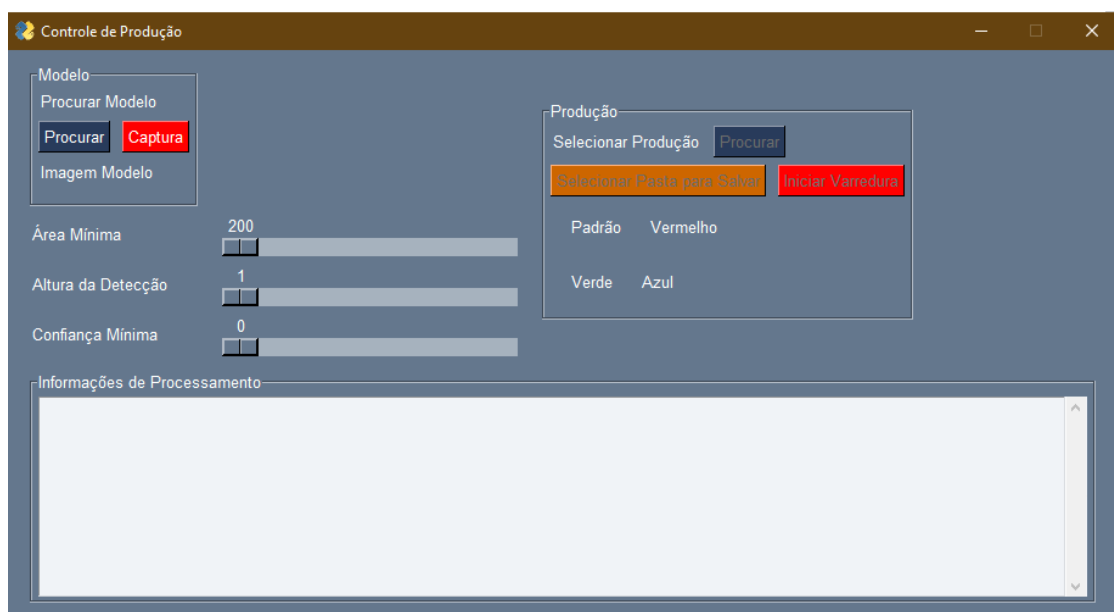 Controle de Produção
Modelo
Procurar Modelo
Procurar Captura
Imagem Modelo
Produção
Selecionar Produção Procurar
Selecionar Pasta para Salvar Iniciar Varredura
Padrão Vermelho
Verde Azul
Área Mínima 200
Altura da Detecção 1
Confiança Mínima 0
Informações de Processamento